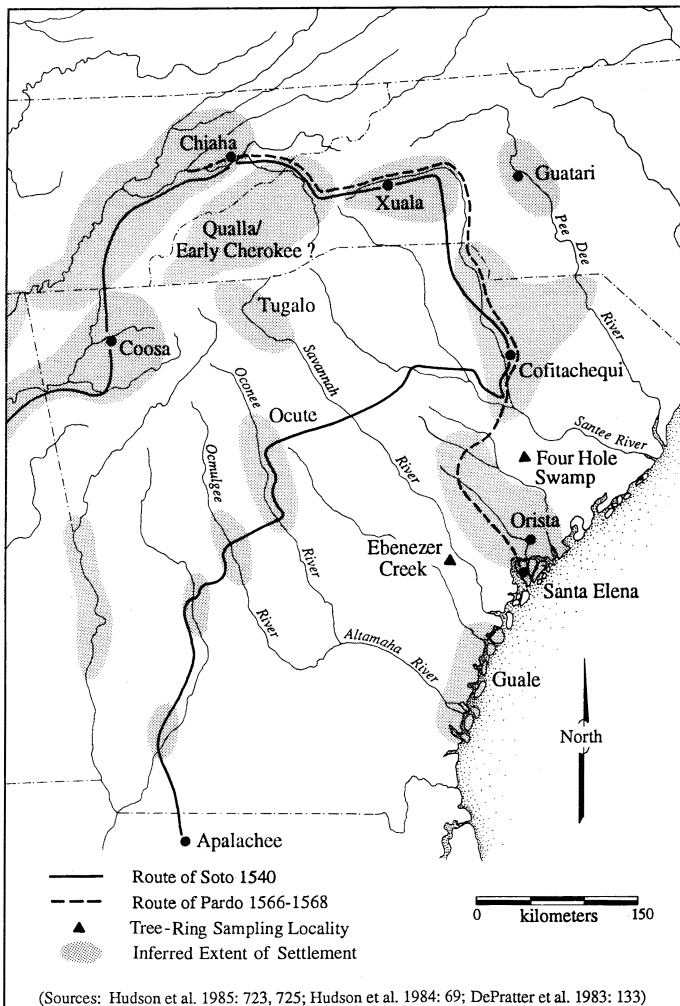 Chiaha
Guatari
Xuala
Qualla/
Early Cherokee ?
Pee Dee
River
Tugalo
Coosa
Savannah
River
Cofitachequi
Oconee
River
Ocute
Ocmulgee
River
Santee River
Four Hole
Swamp
Orista
Ebenezer
Creek
Santa Elena
Altamaha River
Guale
North
Apalachee
Route of Soto 1540
Route of Pardo 1566-1568
Tree-Ring Sampling Locality
Inferred Extent of Settlement
0 150
kilometers
(Sources: Hudson et al. 1985: 723, 725; Hudson et al. 1984: 69; DePratter et al. 1983: 133)